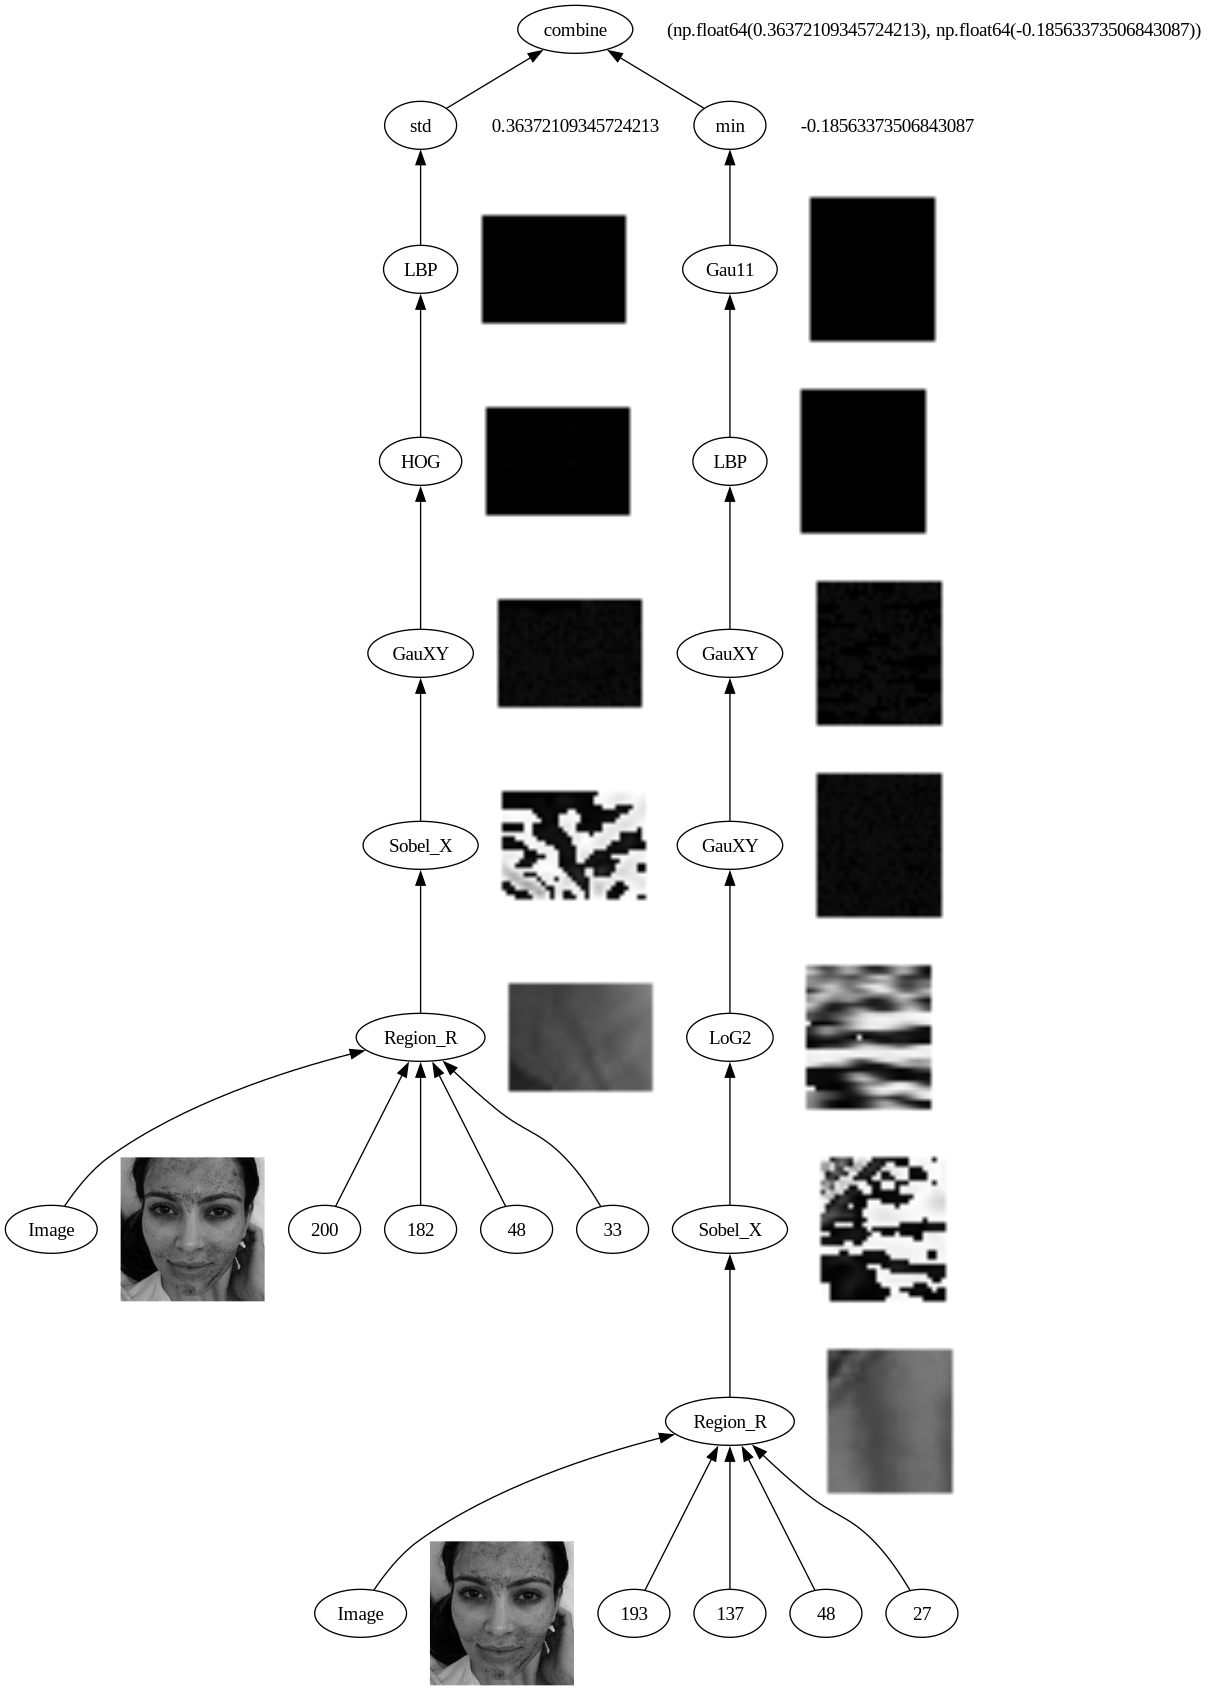 combine (np.float64(0.36372109345724213), np.float64(-0.18563373506843087))
std 0.36372109345724213 min -0.18563373506843087
LBP Gau11
HOG LBP
GauXY GauXY
Sobel_X GauXY
Region_R LoG2
Image 200 182 48 33 Sobel_X
Region_R
Image 193 137 48 27